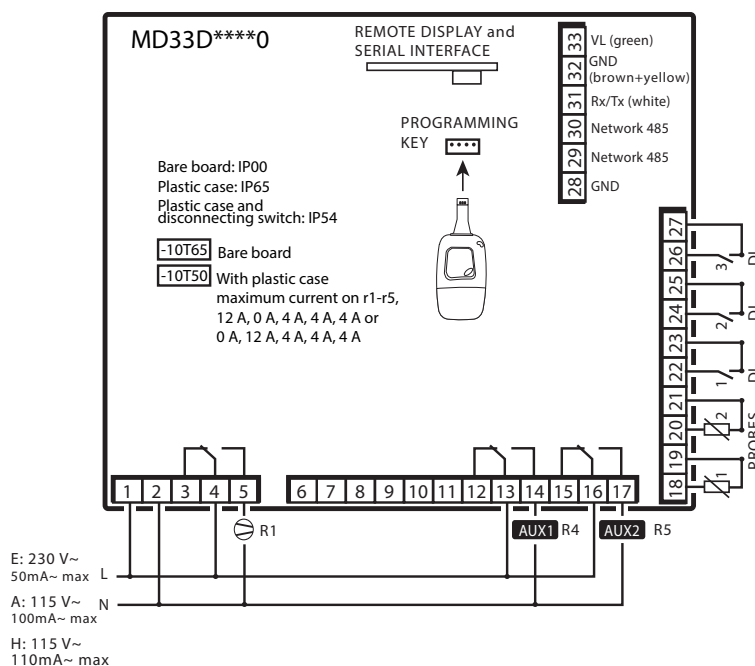 MD33D****0
REMOTE DISPLAY and
SERIAL INTERFACE
PROGRAMMING
KEY
33 VL (green)
32 GND
(brown+yellow)
31 Rx/Tx (white)
30 Network 485
29 Network 485
28 GND
Bare board: IP00
Plastic case: IP65
Plastic case and
disconnecting switch: IP54
-10T65 Bare board
-10T50 With plastic case
maximum current on r1-r5,
12 A, 0 A, 4 A, 4 A, 4 A or
0 A, 12 A, 4 A, 4 A, 4 A
27
26 3 DI
25
24 2 DI
23
22 1 DI
21
20 2
19 PROBES
18 1
1 2 3 4 5 6 7 8 9 10 11 12 13 14 15 16 17
R1 AUX1 R4 AUX2 R5
E: 230 V~
50mA~ max L
A: 115 V~ N
100mA~ max
H: 115 V~
110mA~ max